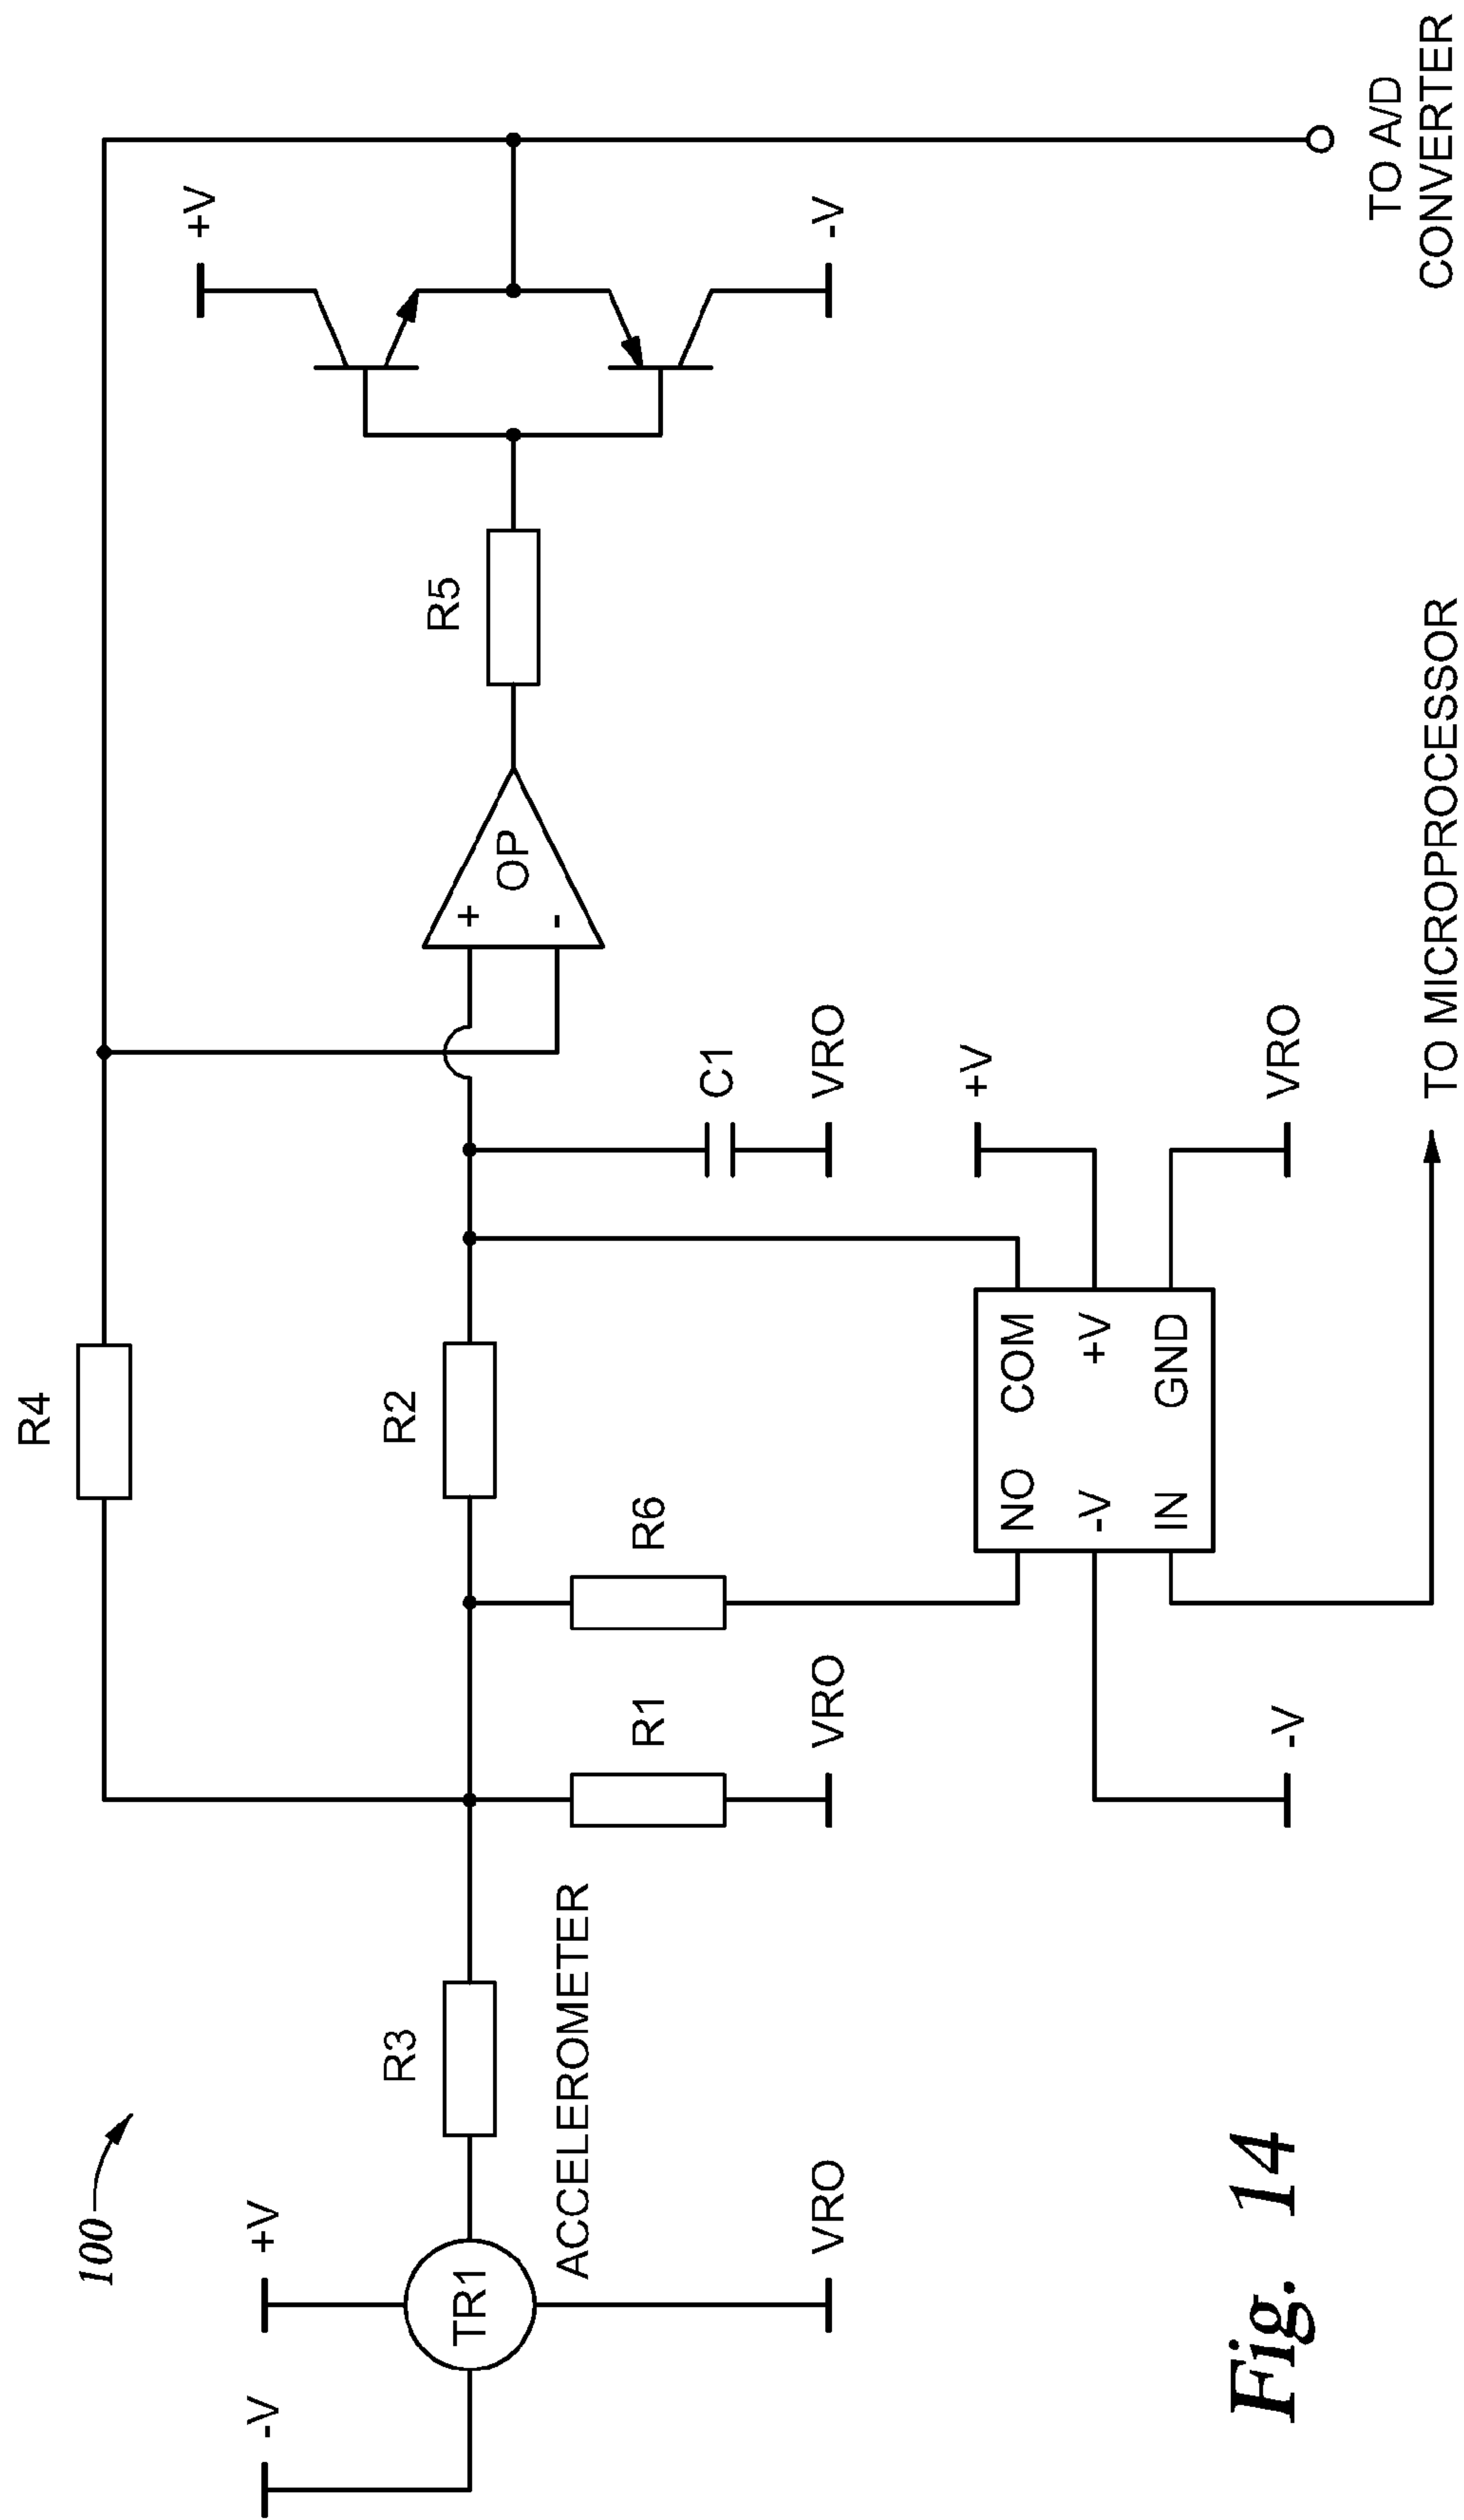 100
R4
-V
+V
TR1
R3
ACCELEROMETER
VRO
R1
VRO
R6
R2
C1
VRO
+
-
OP
R5
+V
-V
NO COM
-V +V
IN GND
+V
VRO
-V
TO MICROPROCESSOR
TO A/D
CONVERTER
Fig. 14